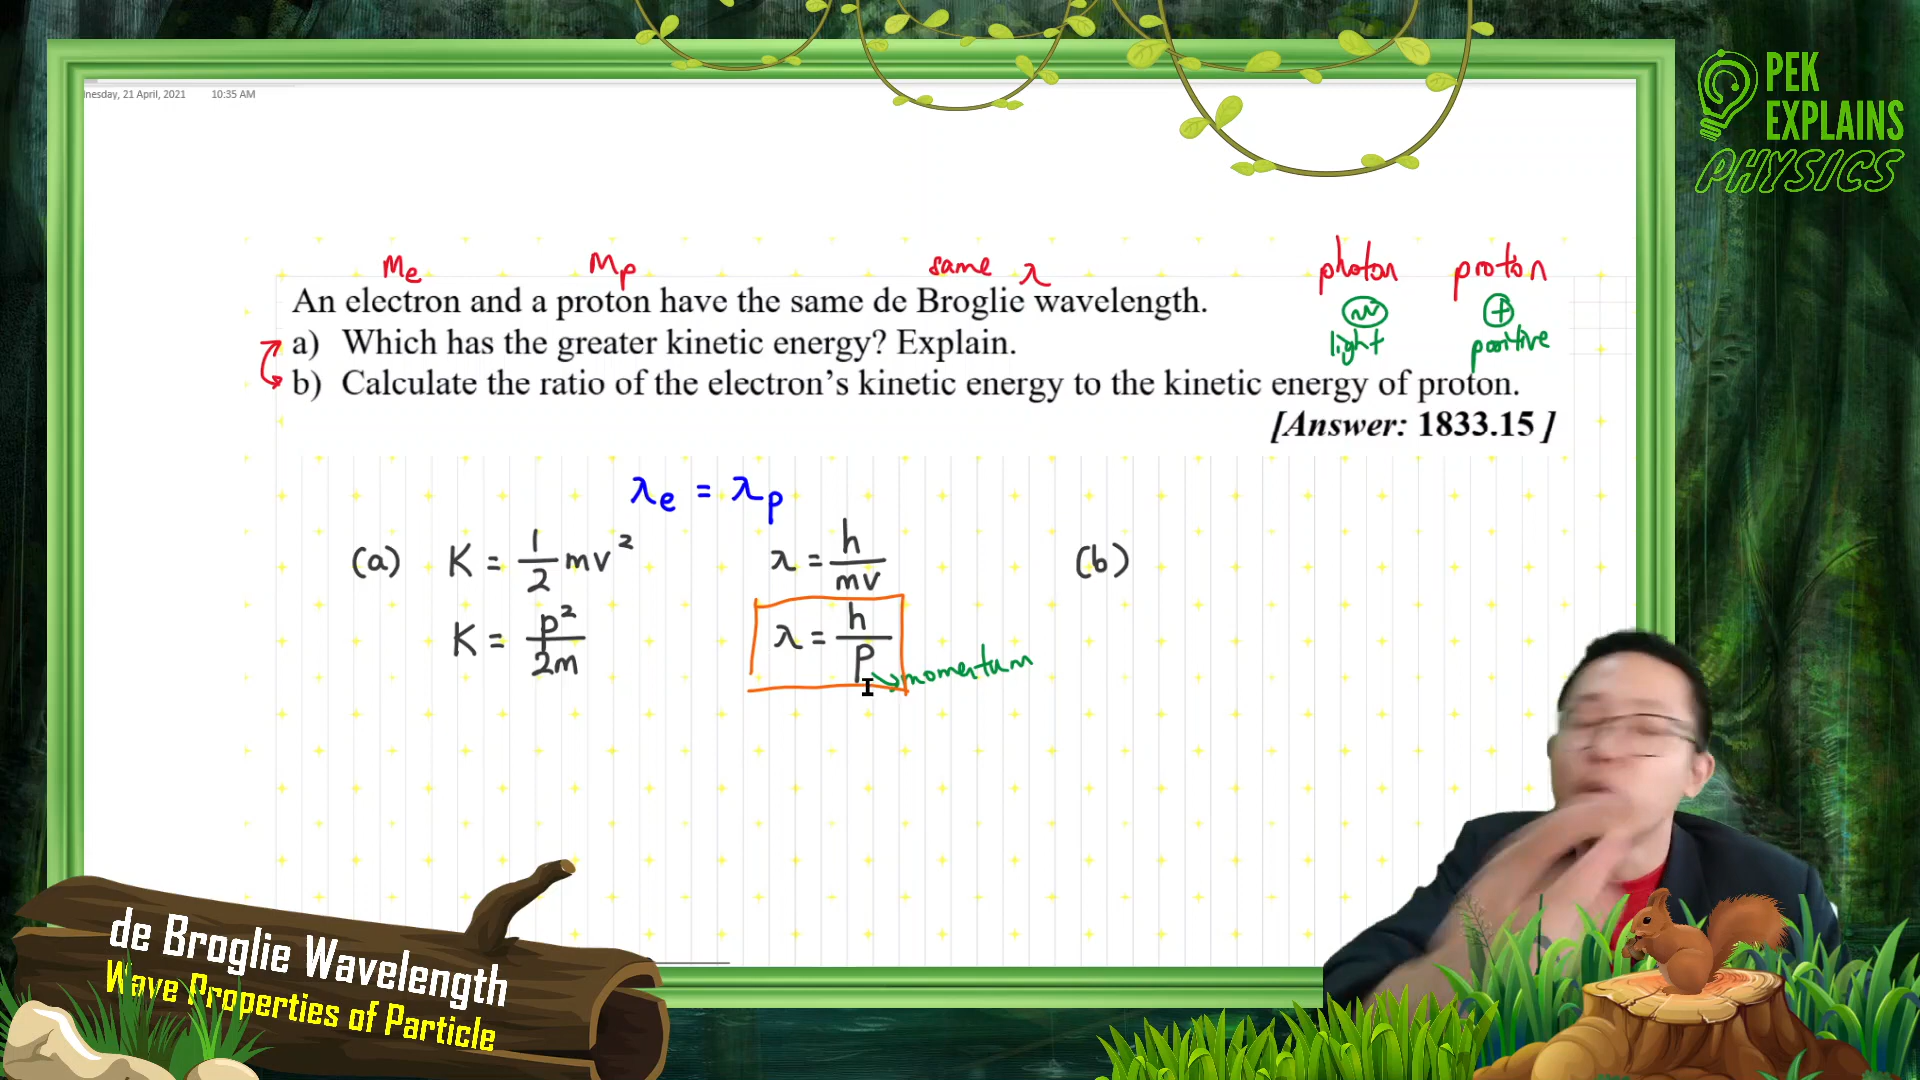 PEK
EXPLAINS
PHYSICS
nesday, 21 April, 2021 10:35 AM
Me Mp same λ photon proton
An electron and a proton have the same de Broglie wavelength.
a) Which has the greater kinetic energy? Explain.
light positive
b) Calculate the ratio of the electron's kinetic energy to the kinetic energy of proton.
[Answer: 1833.15 ]
λe = λp
(a) K = 1/2 mv² λ = h/mv (b)
K = p²/2m λ = h/p
momentum
de Broglie Wavelength
Wave Properties of Particle